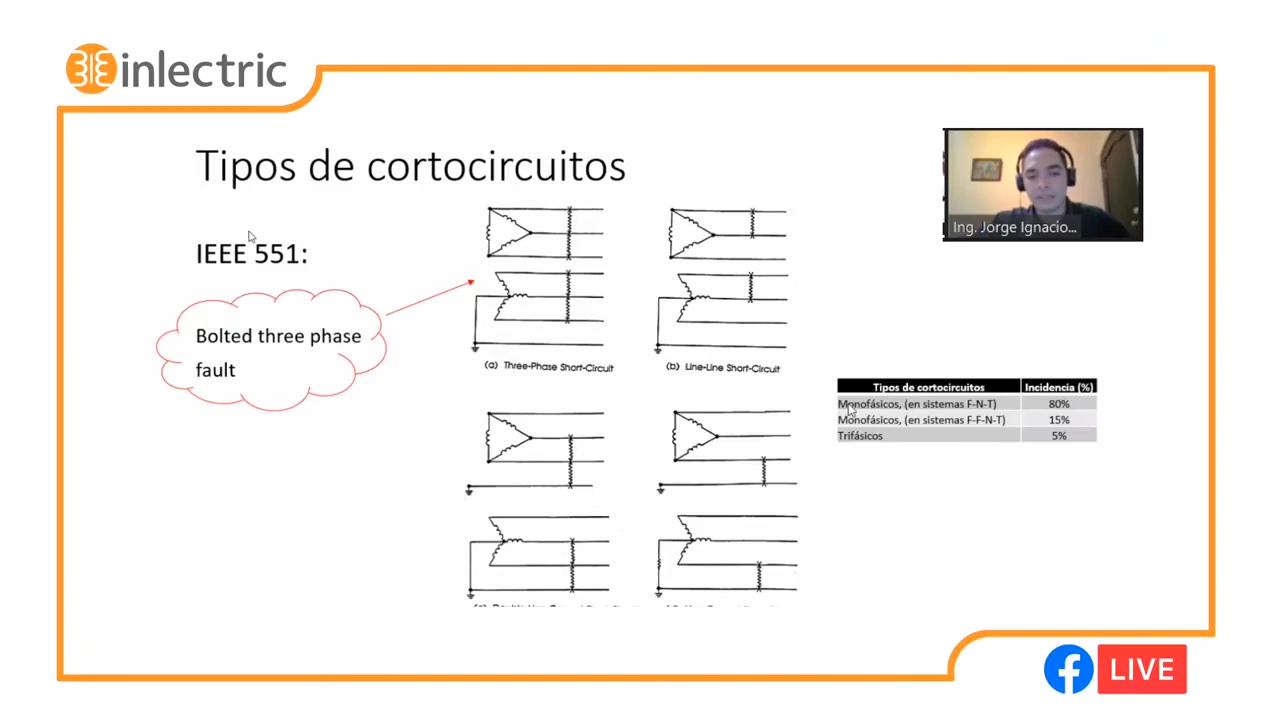 inlectric
Tipos de cortocircuitos
IEEE 551:
Bolted three phase
fault
(a) Three-Phase Short-Circuit
(b) Line-Line Short-Circuit
Ing. Jorge Ignacio...
Tipos de cortocircuitos Incidencia (%)
Monofásicos, (en sistemas F-N-T) 80%
Monofásicos, (en sistemas F-F-N-T) 15%
Trifásicos 5%
LIVE